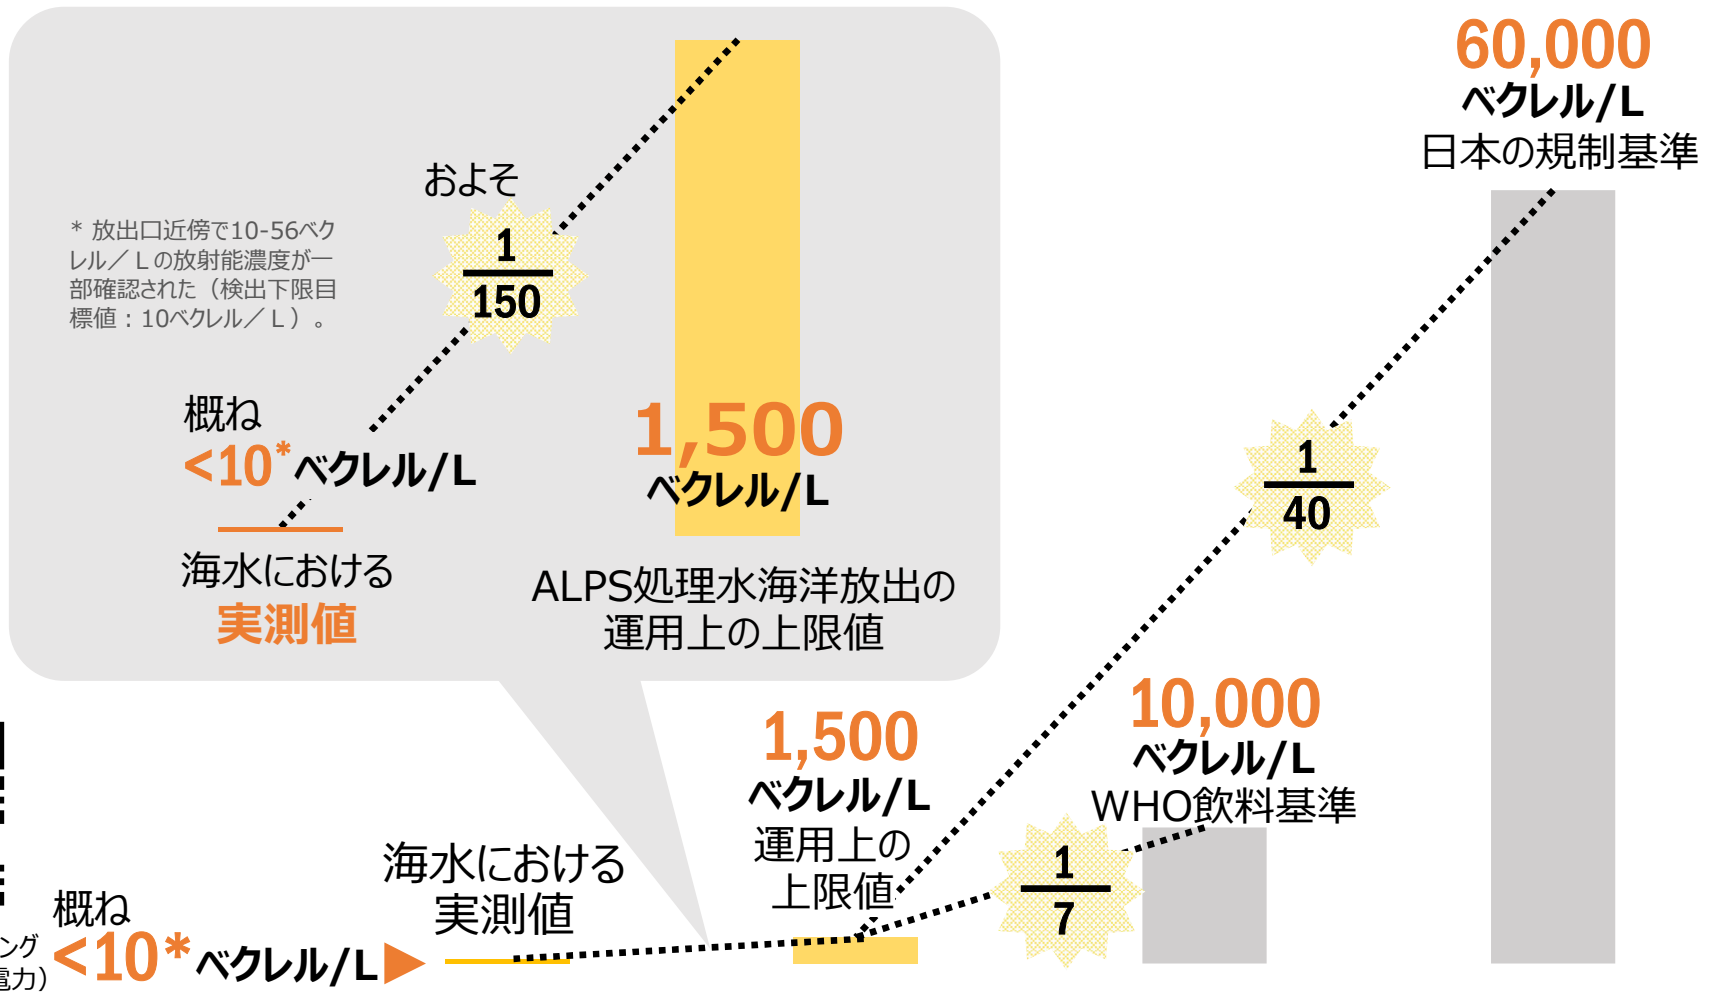 60,000
ベクレル/L
日本の規制基準
およそ
1
150
* 放出口近傍で10-56ベク
レル／Ｌの放射能濃度が一
部確認された（検出下限目
標値：10ベクレル／Ｌ）。
概ね
<10*ベクレル/L
海水における
実測値
1,500
ベクレル/L
ALPS処理水海洋放出の
運用上の上限値
1
40
10,000
ベクレル/L
WHO飲料基準
1,500
ベクレル/L
運用上の
上限値
1
7
海水における
実測値
概ね
<10*ベクレル/L
ング
電力）